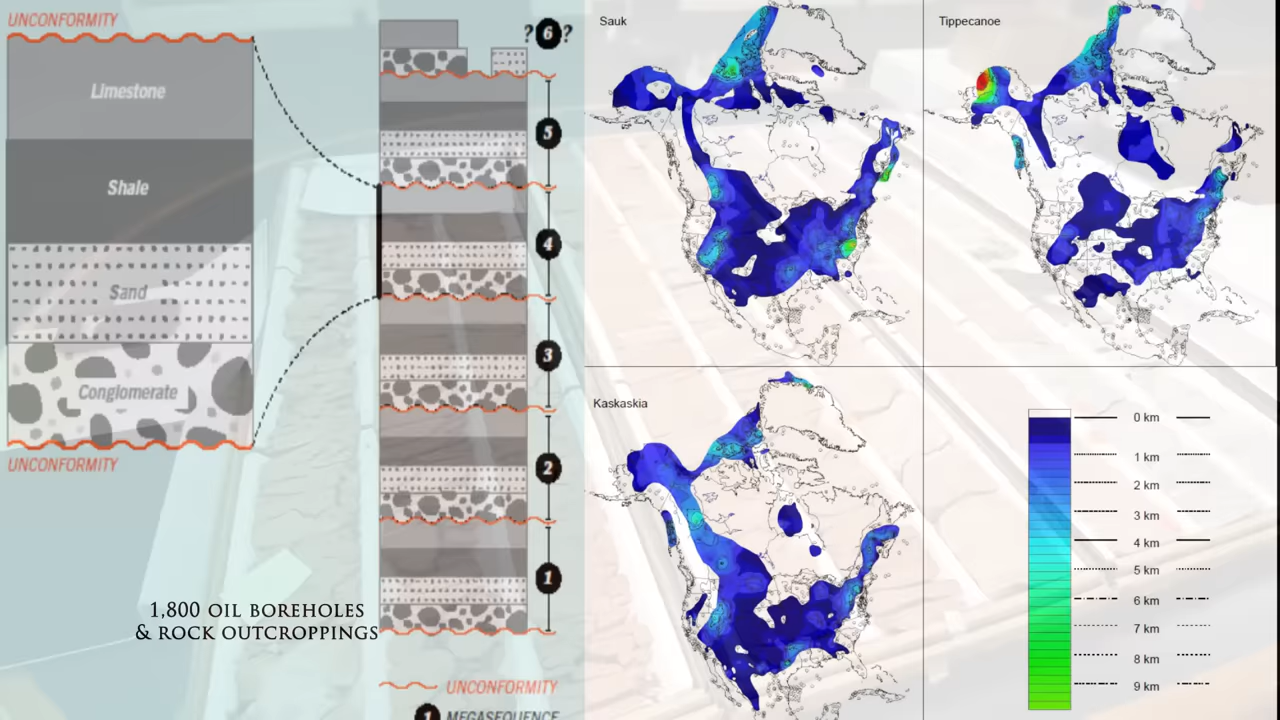 UNCONFORMITY
Limestone
Shale
Sand
Conglomerate
UNCONFORMITY
1,800 OIL BOREHOLES
& ROCK OUTCROPPINGS
?6?
5
4
3
2
1
UNCONFORMITY
1 MEGASEQUENCE
Sauk
Tippecanoe
Kaskaskia
0 km
1 km
2 km
3 km
4 km
5 km
6 km
7 km
8 km
9 km